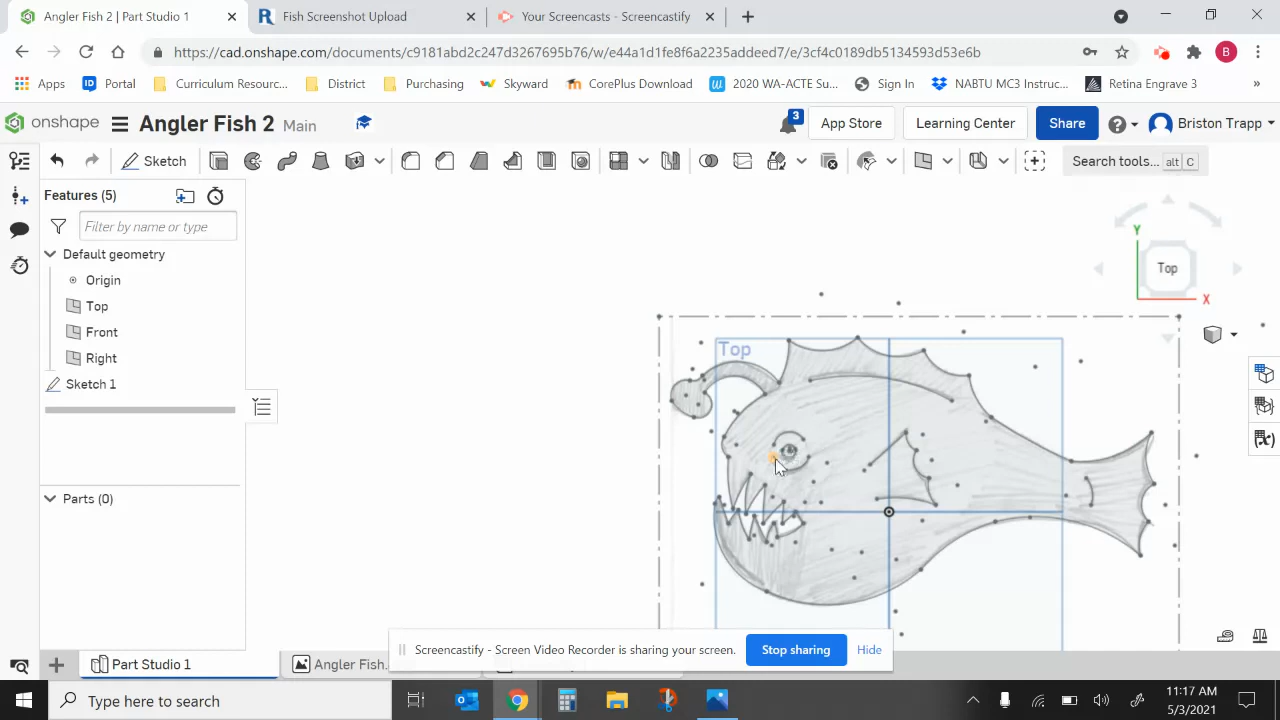 Angler Fish 2 | Part Studio 1
Fish Screenshot Upload
Your Screencasts - Screencastify
https://cad.onshape.com/documents/c9181abd2c247d3267695b76/w/e44a1d1fe8f6a2235addeed7/e/3cf4c0189db5134593d53e6b
B
Apps
Portal
Curriculum Resourc...
District
Purchasing
Skyward
CorePlus Download
2020 WA-ACTE Su...
Sign In
NABTU MC3 Instruc...
Retina Engrave 3
»
onshape
Angler Fish 2 Main
3
App Store
Learning Center
Share
Briston Trapp
Sketch
Search tools... alt C
Features (5)
Filter by name or type
Default geometry
Origin
Top
Front
Right
Sketch 1
Parts (0)
Top
Y
Top
X
Screencastify - Screen Video Recorder is sharing your screen.
Stop sharing
Hide
Part Studio 1
Angler Fish.
Type here to search
11:17 AM
5/3/2021